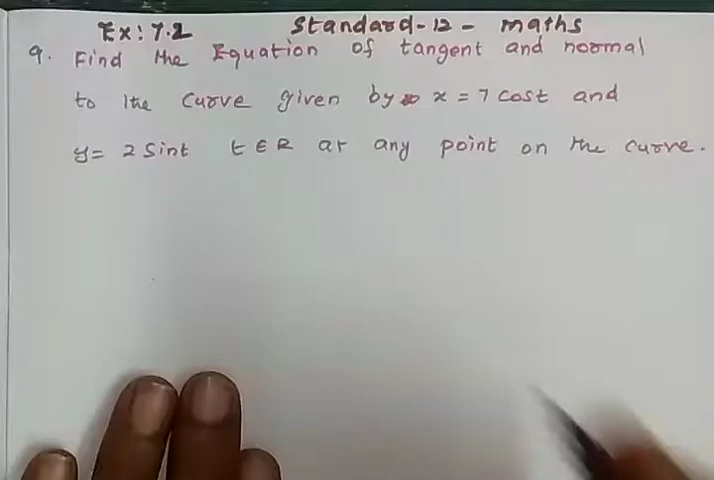 Ex: 7.2 Standard-12 - maths
9. Find the Equation of tangent and normal
to the curve given by x = 7 cost and
y = 2 Sint t ∈ R at any point on the curve.